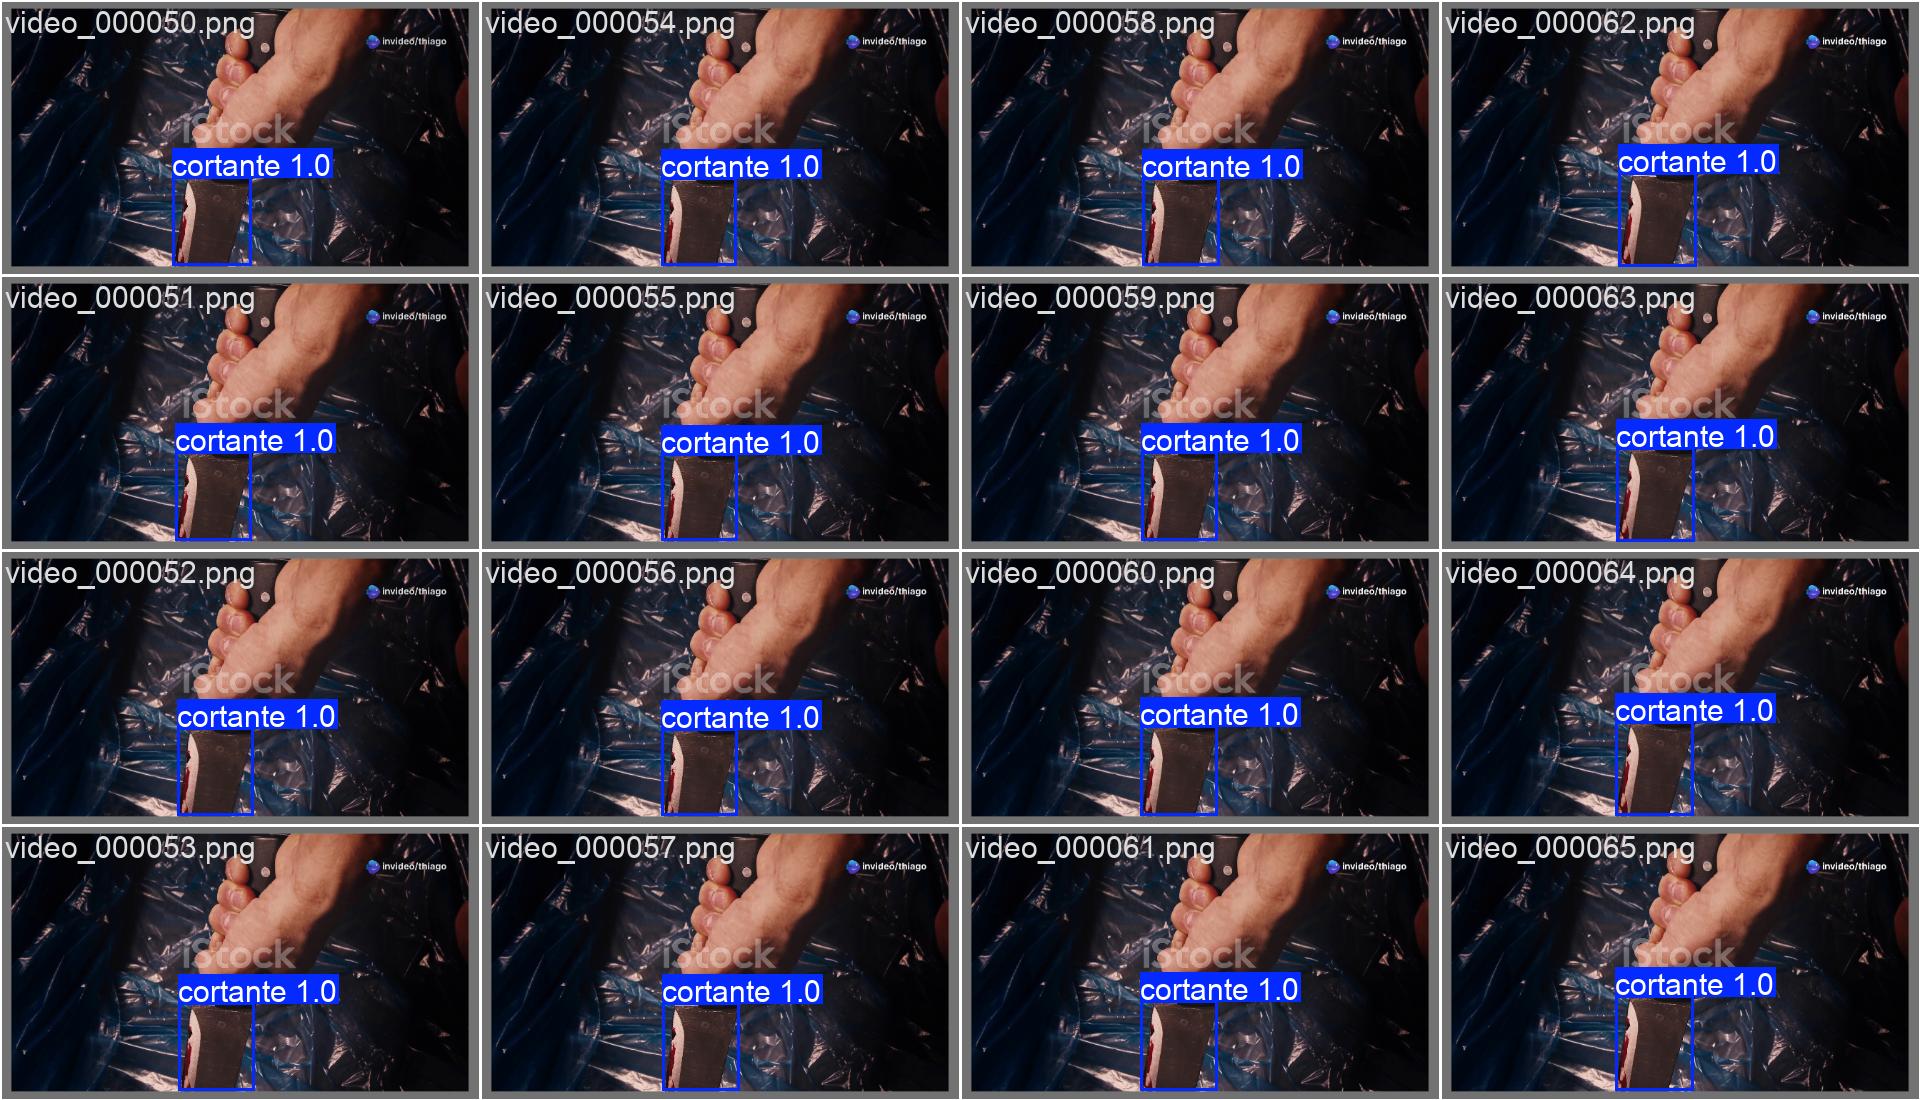 video_000050.png
invideo/thiago
iStock
cortante 1.0
video_000054.png
invideo/thiago
iStock
cortante 1.0
video_000058.png
invideo/thiago
iStock
cortante 1.0
video_000062.png
invideo/thiago
iStock
cortante 1.0
video_000051.png
invideo/thiago
iStock
cortante 1.0
video_000055.png
invideo/thiago
iStock
cortante 1.0
video_000059.png
invideo/thiago
iStock
cortante 1.0
video_000063.png
invideo/thiago
iStock
cortante 1.0
video_000052.png
invideo/thiago
iStock
cortante 1.0
video_000056.png
invideo/thiago
iStock
cortante 1.0
video_000060.png
invideo/thiago
iStock
cortante 1.0
video_000064.png
invideo/thiago
iStock
cortante 1.0
video_000053.png
invideo/thiago
iStock
cortante 1.0
video_000057.png
invideo/thiago
iStock
cortante 1.0
video_000061.png
invideo/thiago
iStock
cortante 1.0
video_000065.png
invideo/thiago
iStock
cortante 1.0